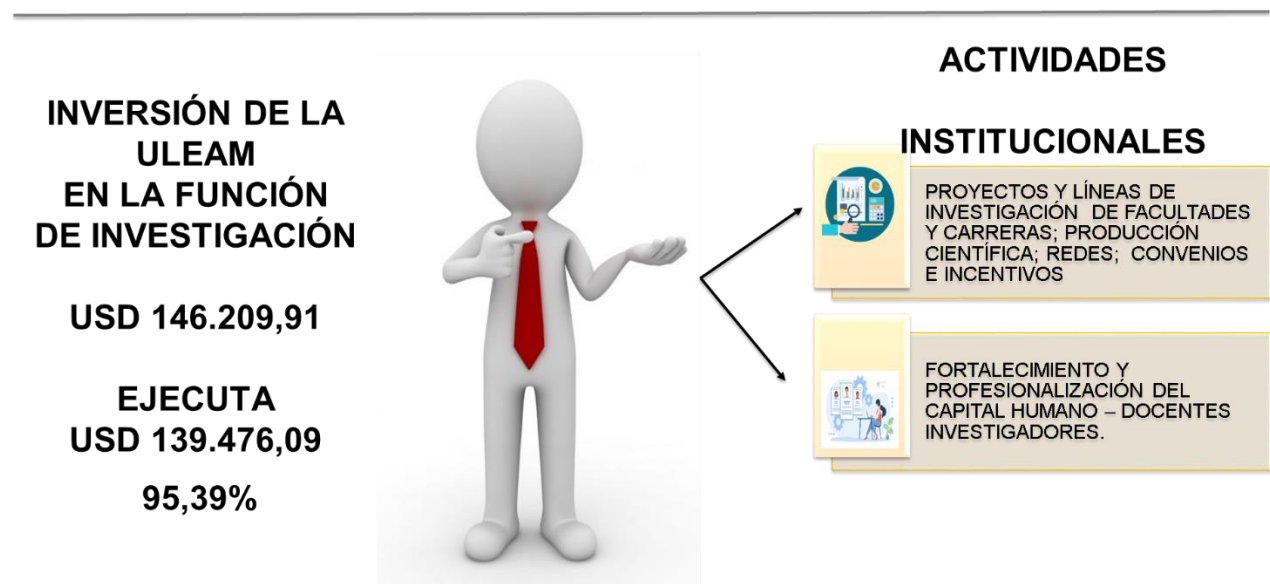 INVERSIÓN DE LA
ULEAM
EN LA FUNCIÓN
DE INVESTIGACIÓN
USD 146.209,91
EJECUTA
USD 139.476,09
95,39%
ACTIVIDADES
INSTITUCIONALES
PROYECTOS Y LÍNEAS DE
INVESTIGACIÓN DE FACULTADES
Y CARRERAS; PRODUCCIÓN
CIENTÍFICA; REDES; CONVENIOS
E INCENTIVOS
FORTALECIMIENTO Y
PROFESIONALIZACIÓN DEL
CAPITAL HUMANO – DOCENTES
INVESTIGADORES.